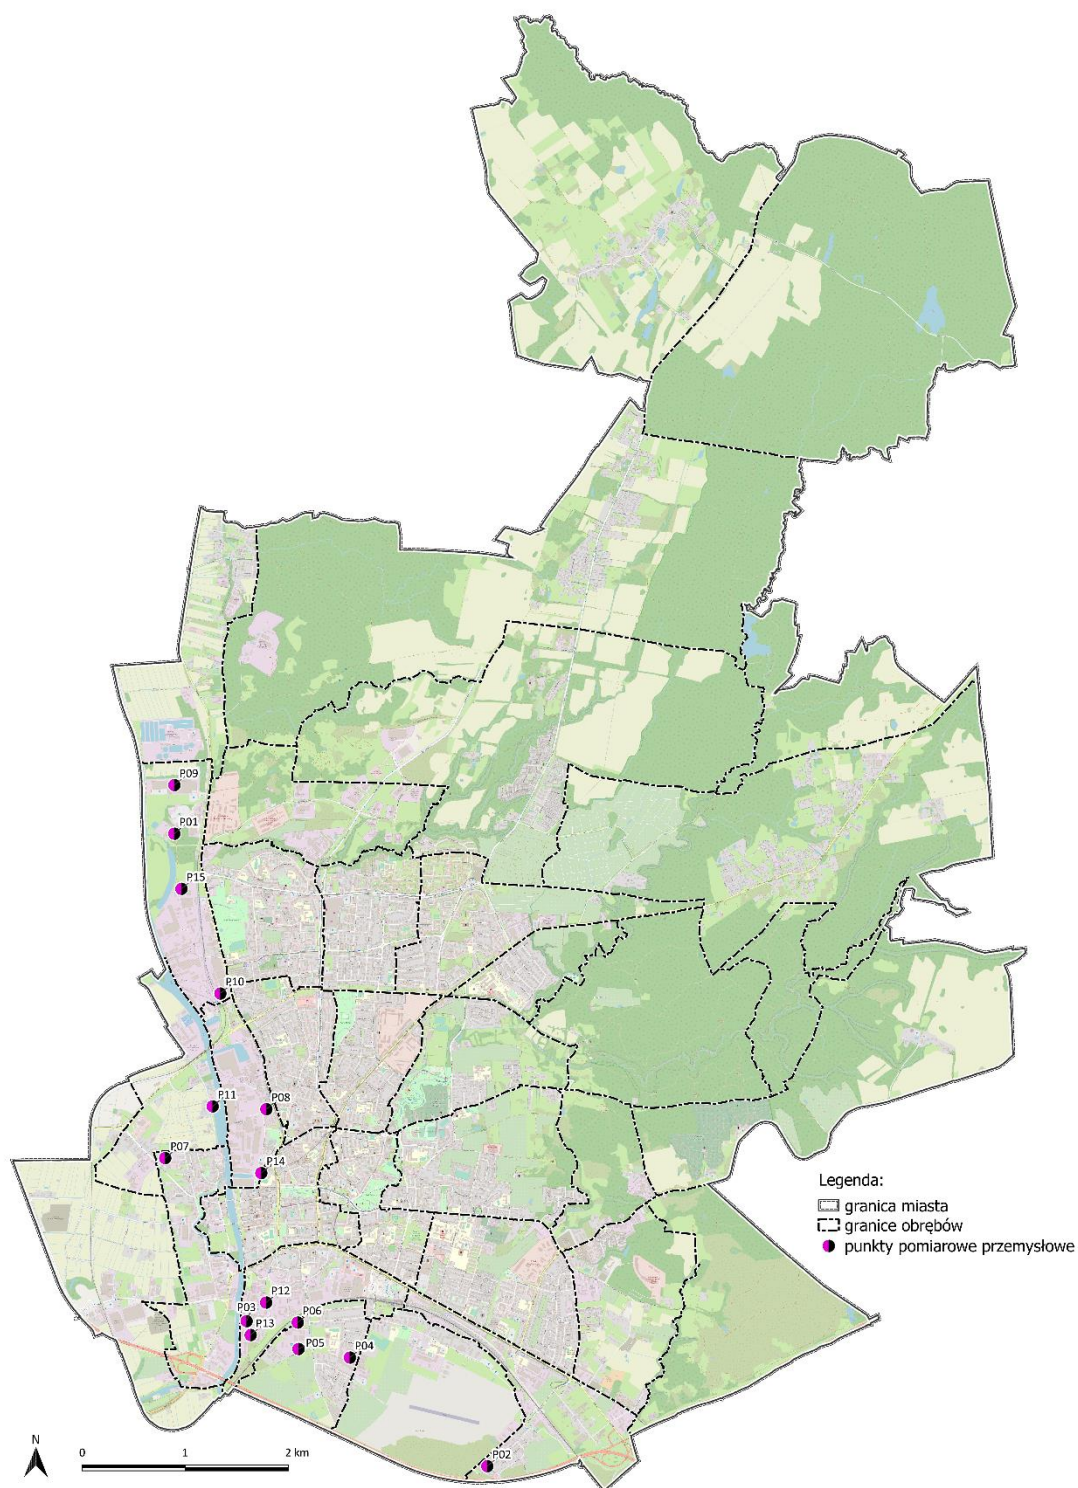 P09
P01
P15
P10
P11
P08
P07
P14
Legenda:
granica miasta
granice obrębów
punkty pomiarowe przemysłowe
P12
P03
P06
P13
P05
P04
N
0 1 2 km
P02